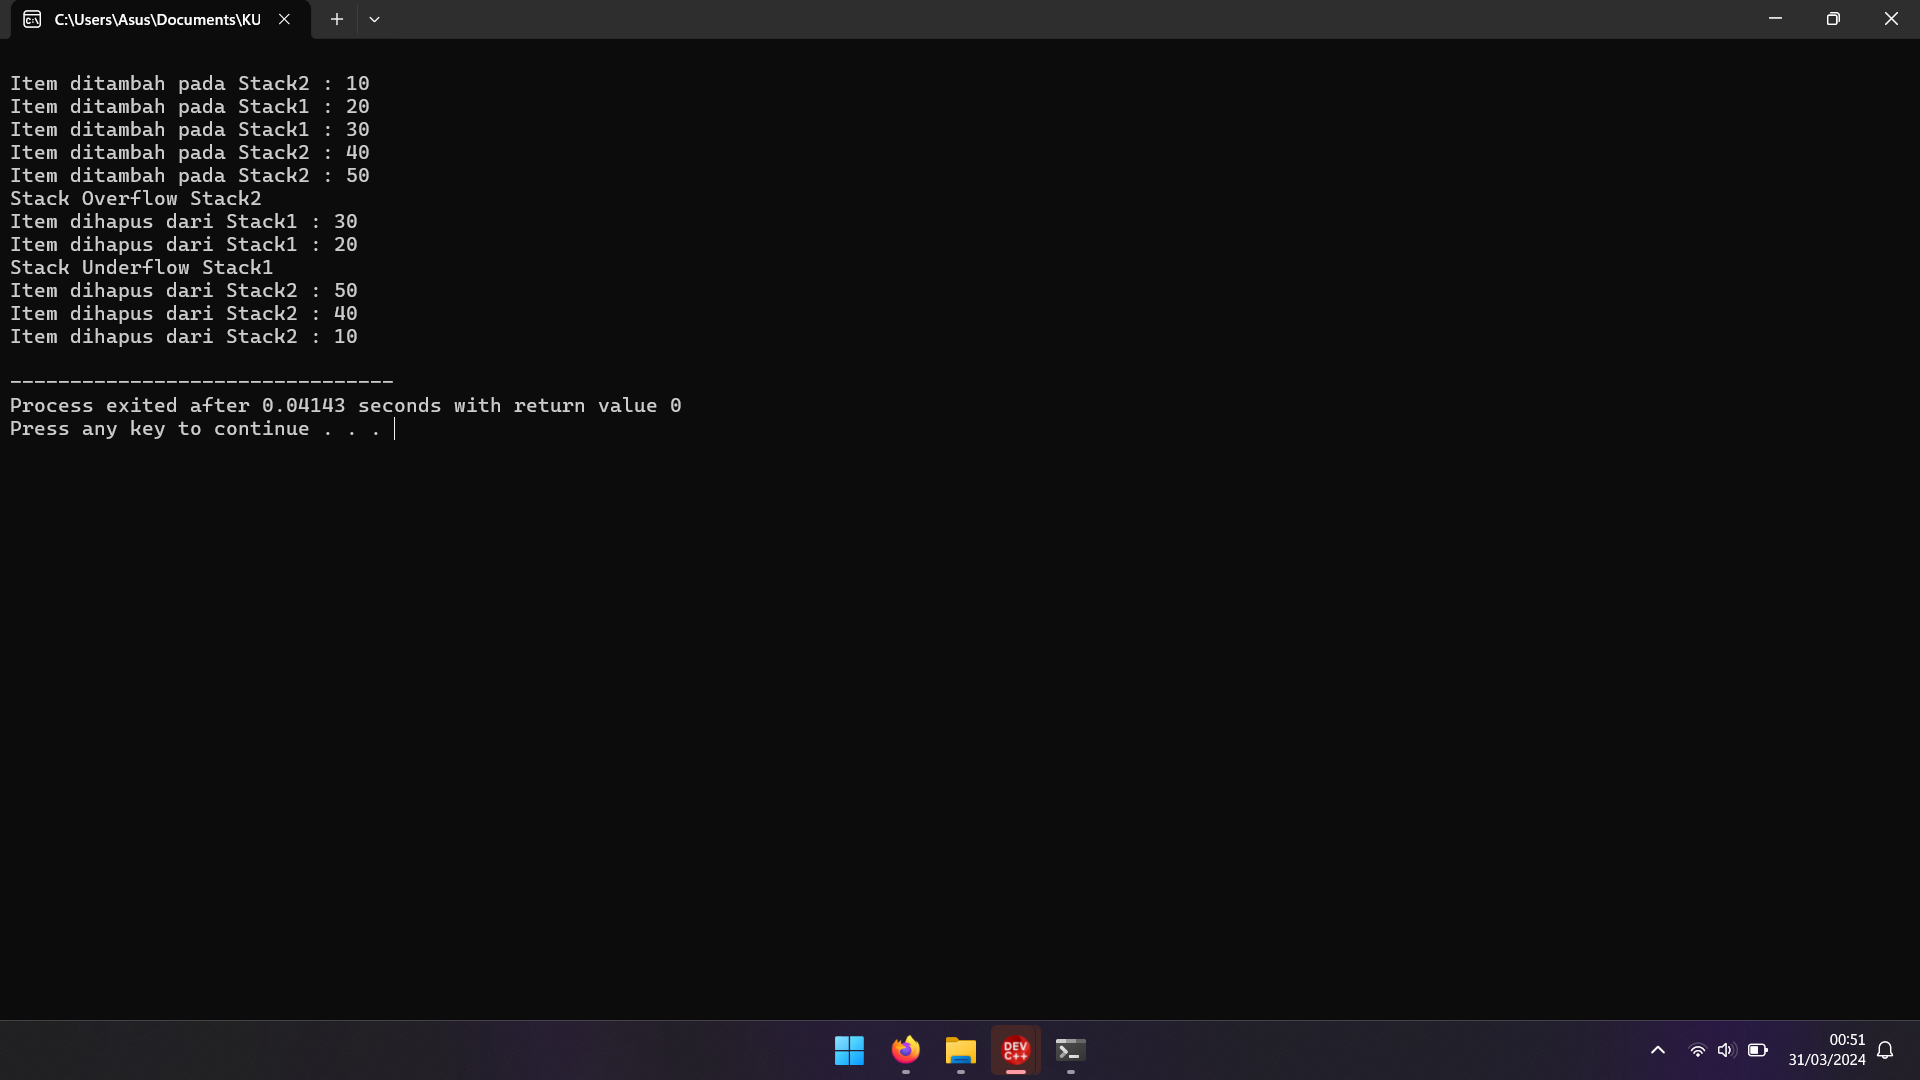 C:\Users\Asus\Documents\KU
Item ditambah pada Stack2 : 10
Item ditambah pada Stack1 : 20
Item ditambah pada Stack1 : 30
Item ditambah pada Stack2 : 40
Item ditambah pada Stack2 : 50
Stack Overflow Stack2
Item dihapus dari Stack1 : 30
Item dihapus dari Stack1 : 20
Stack Underflow Stack1
Item dihapus dari Stack2 : 50
Item dihapus dari Stack2 : 40
Item dihapus dari Stack2 : 10
--------------------------------
Process exited after 0.04143 seconds with return value 0
Press any key to continue . . .
DEV
C++
00:51
31/03/2024